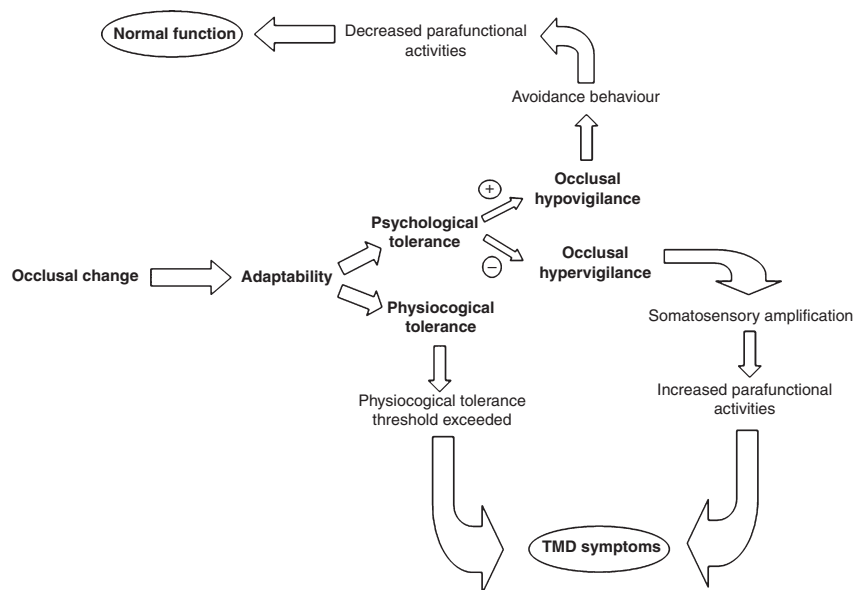 Normal function
Decreased parafunctional
activities
Avoidance behaviour
+
Occlusal
hypovigilance
Psychological
tolerance
−
Occlusal
hypervigilance
Occlusal change
Adaptability
Physiocogical
tolerance
Somatosensory amplification
Physiocogical tolerance
threshold exceeded
Increased parafunctional
activities
TMD symptoms